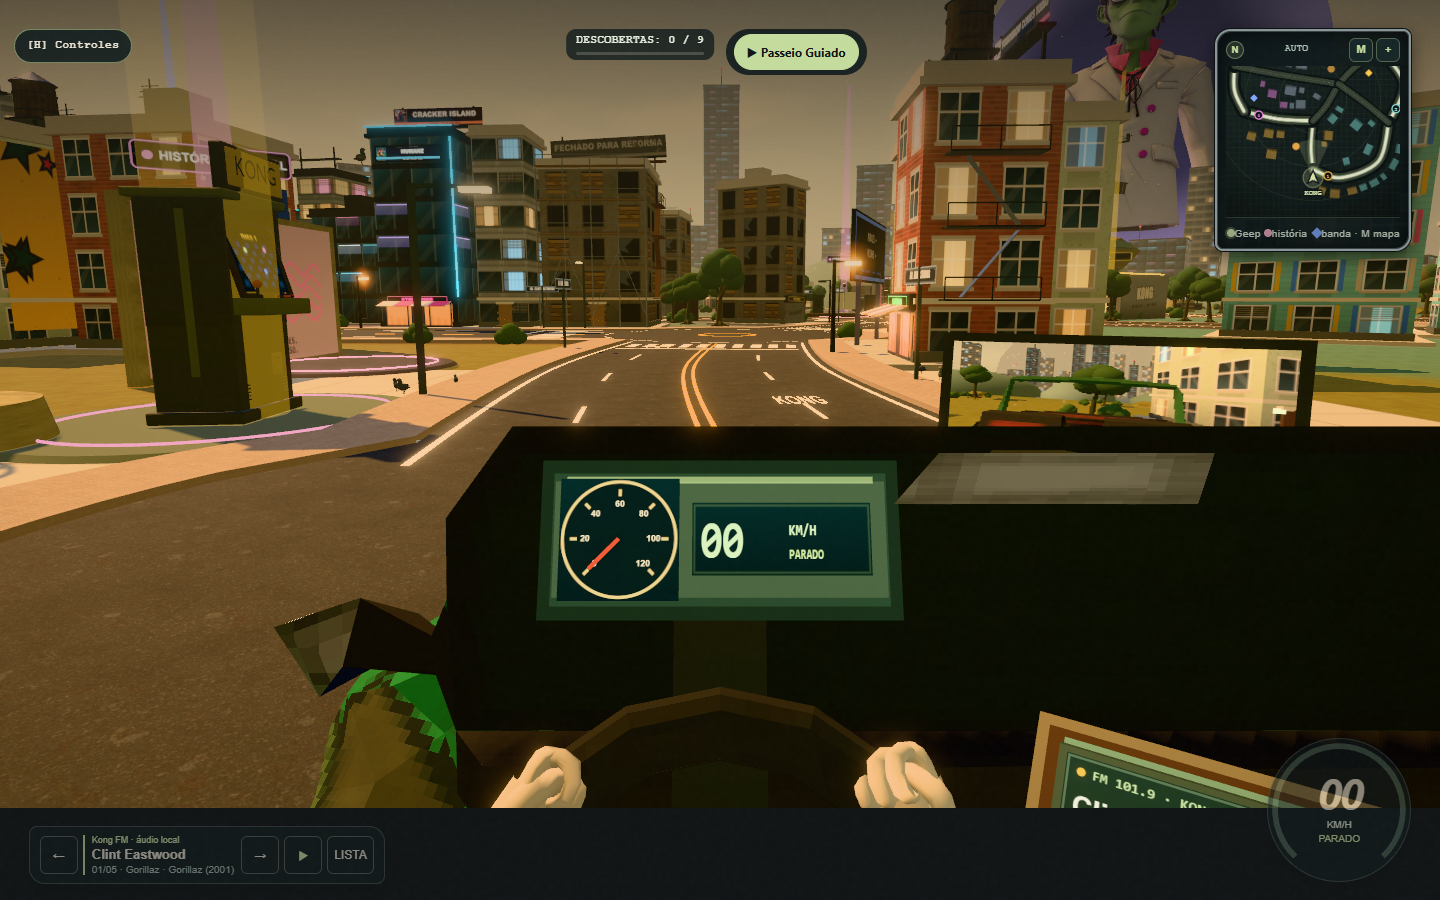 [H] Controles
DESCOBERTAS: 0 / 9
▶ Passeio Guiado
N
AUTO
M
+
KONG
Geep história banda · M mapa
CRACKER ISLAND
FECHADO PARA REFORMA
HISTÓR
KONG
L
KONG
KONG
20
40
60
80
100
120
00
KM/H
PARADO
FM 101.9 · KON
00
KM/H
PARADO
Kong FM · áudio local
Clint Eastwood
01/05 · Gorillaz · Gorillaz (2001)
←
→
▶
LISTA